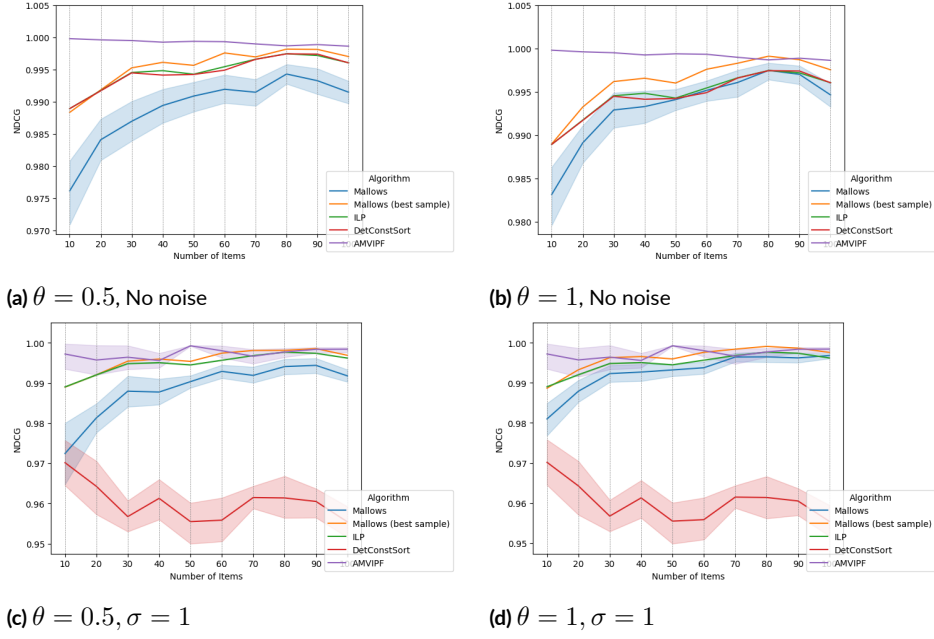 1.005
1.000
0.995
0.990
0.985
0.980
0.975
0.970
NDCG
10 20 30 40 50 60 70 80 90 100
Number of Items
Algorithm
Mallows
Mallows (best sample)
ILP
DetConstSort
AMVIPF
(a) θ = 0.5, No noise
1.005
1.000
0.995
0.990
0.985
0.980
NDCG
10 20 30 40 50 60 70 80 90 100
Number of Items
Algorithm
Mallows
Mallows (best sample)
ILP
DetConstSort
AMVIPF
(b) θ = 1, No noise
1.00
0.99
0.98
0.97
0.96
0.95
NDCG
10 20 30 40 50 60 70 80 90 100
Number of Items
Algorithm
Mallows
Mallows (best sample)
ILP
DetConstSort
AMVIPF
(c) θ = 0.5, σ = 1
1.00
0.99
0.98
0.97
0.96
0.95
NDCG
10 20 30 40 50 60 70 80 90 100
Number of Items
Algorithm
Mallows
Mallows (best sample)
ILP
DetConstSort
AMVIPF
(d) θ = 1, σ = 1